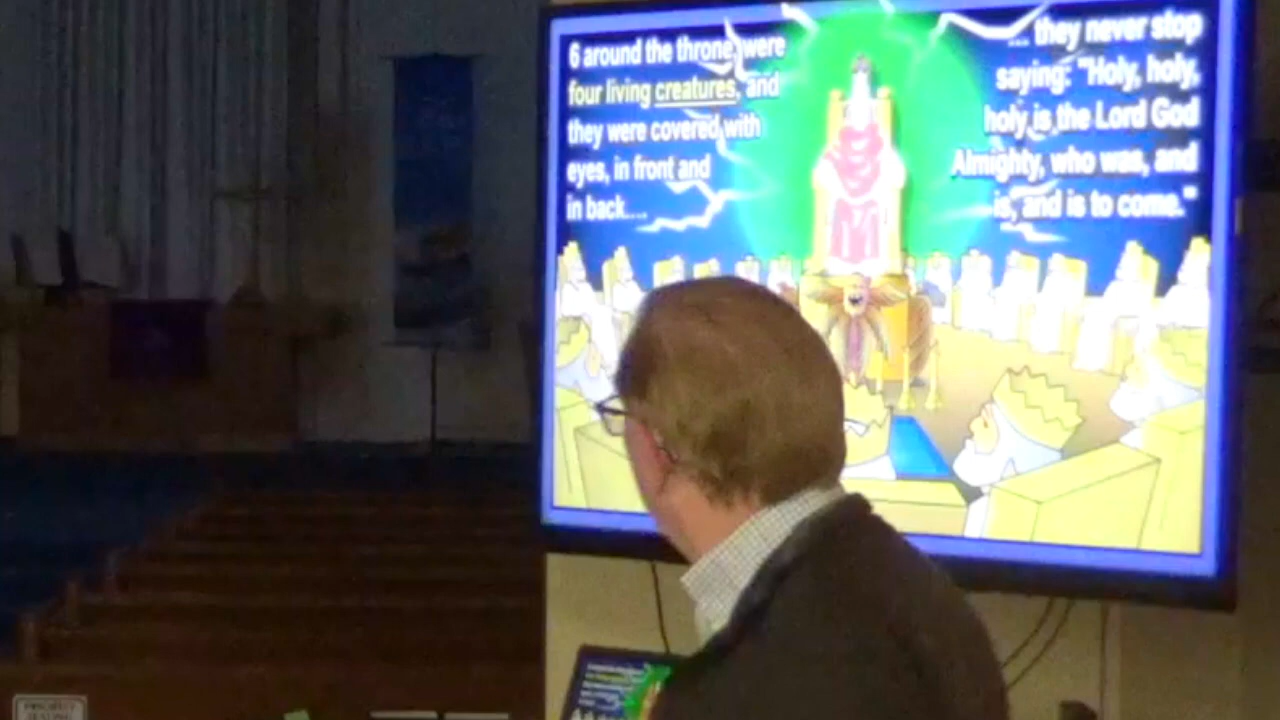 6 around the throne, were
four living creatures, and
they were covered with
eyes, in front and
in back....
... they never stop
saying: "Holy, holy,
holy is the Lord God
Almighty, who was, and
is, and is to come."